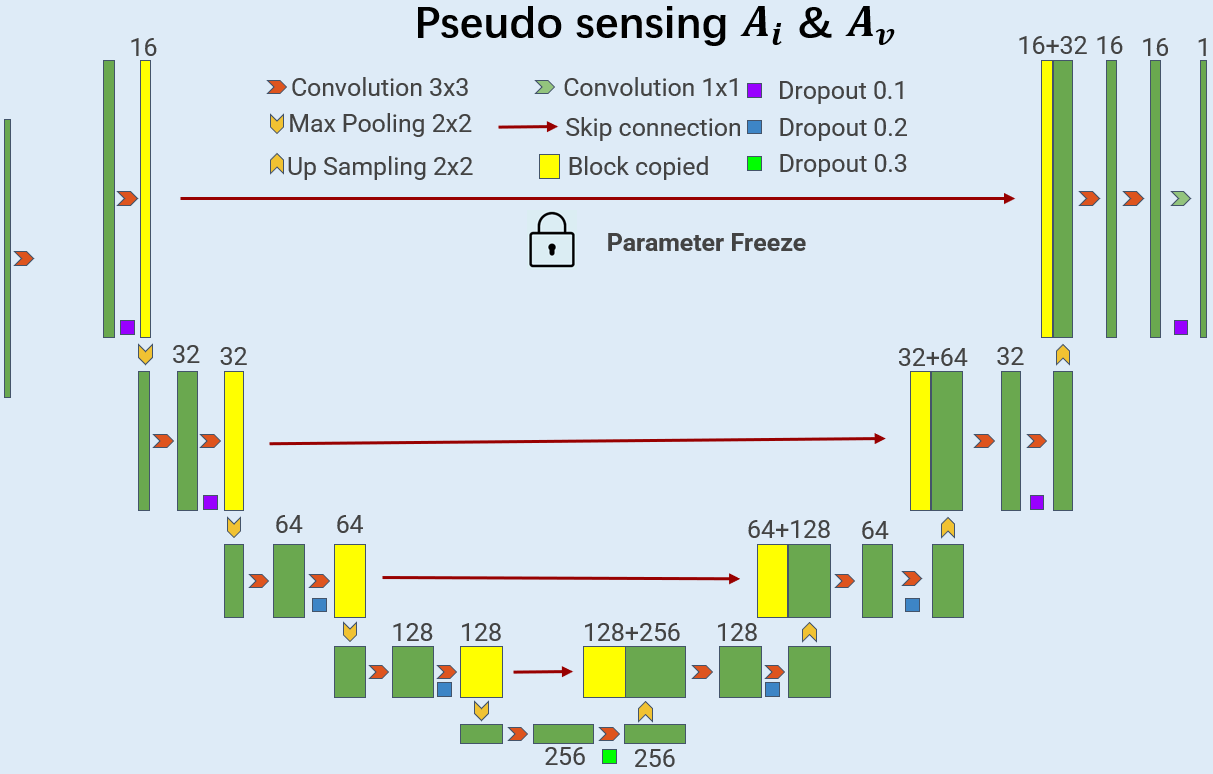 Pseudo sensing A_i & A_v
16
16+32
16
16
1
Convolution 3x3
Convolution 1x1
Dropout 0.1
Max Pooling 2x2
Skip connection
Dropout 0.2
Up Sampling 2x2
Block copied
Dropout 0.3
Parameter Freeze
32
32
32+64
32
64
64
64+128
64
128
128
128+256
128
256
256